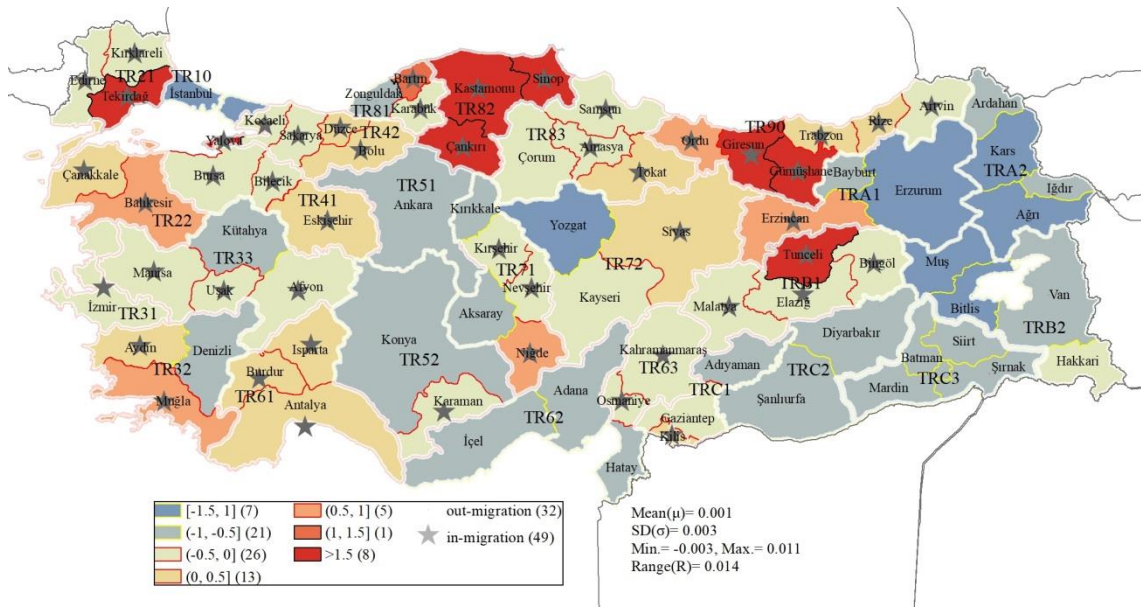 Kırklareli
Edirne
TR21
Tekirdağ
TR10
İstanbul
Kocaeli
Yalova
Sakarya
Düzce
TR42
Bolu
Zonguldak
TR81
Bartın
Karabük
Kastamonu
TR82
Çankırı
Sinop
Samsun
TR83
Çorum
Amasya
Tokat
Ordu
TR90
Giresun
Gümüşhane
Trabzon
Rize
Artvin
Ardahan
Kars
TRA2
Iğdır
Ağrı
Erzurum
Bayburt
TRA1
Erzincan
Çanakkale
Balıkesir
TR22
Bursa
Bilecik
TR41
Eskişehir
Kütahya
TR33
TR51
Ankara
Kırıkkale
Yozgat
Kırşehir
TR71
Nevşehir
TR72
Sivas
Kayseri
Tunceli
TRB1
Elazığ
Bingöl
Malatya
Muş
Bitlis
Van
TRB2
Hakkari
Manisa
İzmir
TR31
Uşak
Afyon
Aydın
TR32
Denizli
Muğla
Isparta
Burdur
TR61
Antalya
Konya
TR52
Aksaray
Niğde
Karaman
İçel
TR62
Adana
Kahramanmaraş
TR63
Osmaniye
Hatay
Gaziantep
Kilis
Adıyaman
TRC1
Şanlıurfa
Diyarbakır
TRC2
Mardin
Batman
TRC3
Siirt
Şırnak
[-1.5, 1] (7)
(-1, -0.5] (21)
(-0.5, 0] (26)
(0, 0.5] (13)
(0.5, 1] (5)
(1, 1.5] (1)
>1.5 (8)
out-migration (32)
in-migration (49)
Mean(μ)= 0.001
SD(σ)= 0.003
Min.= -0.003, Max.= 0.011
Range(R)= 0.014